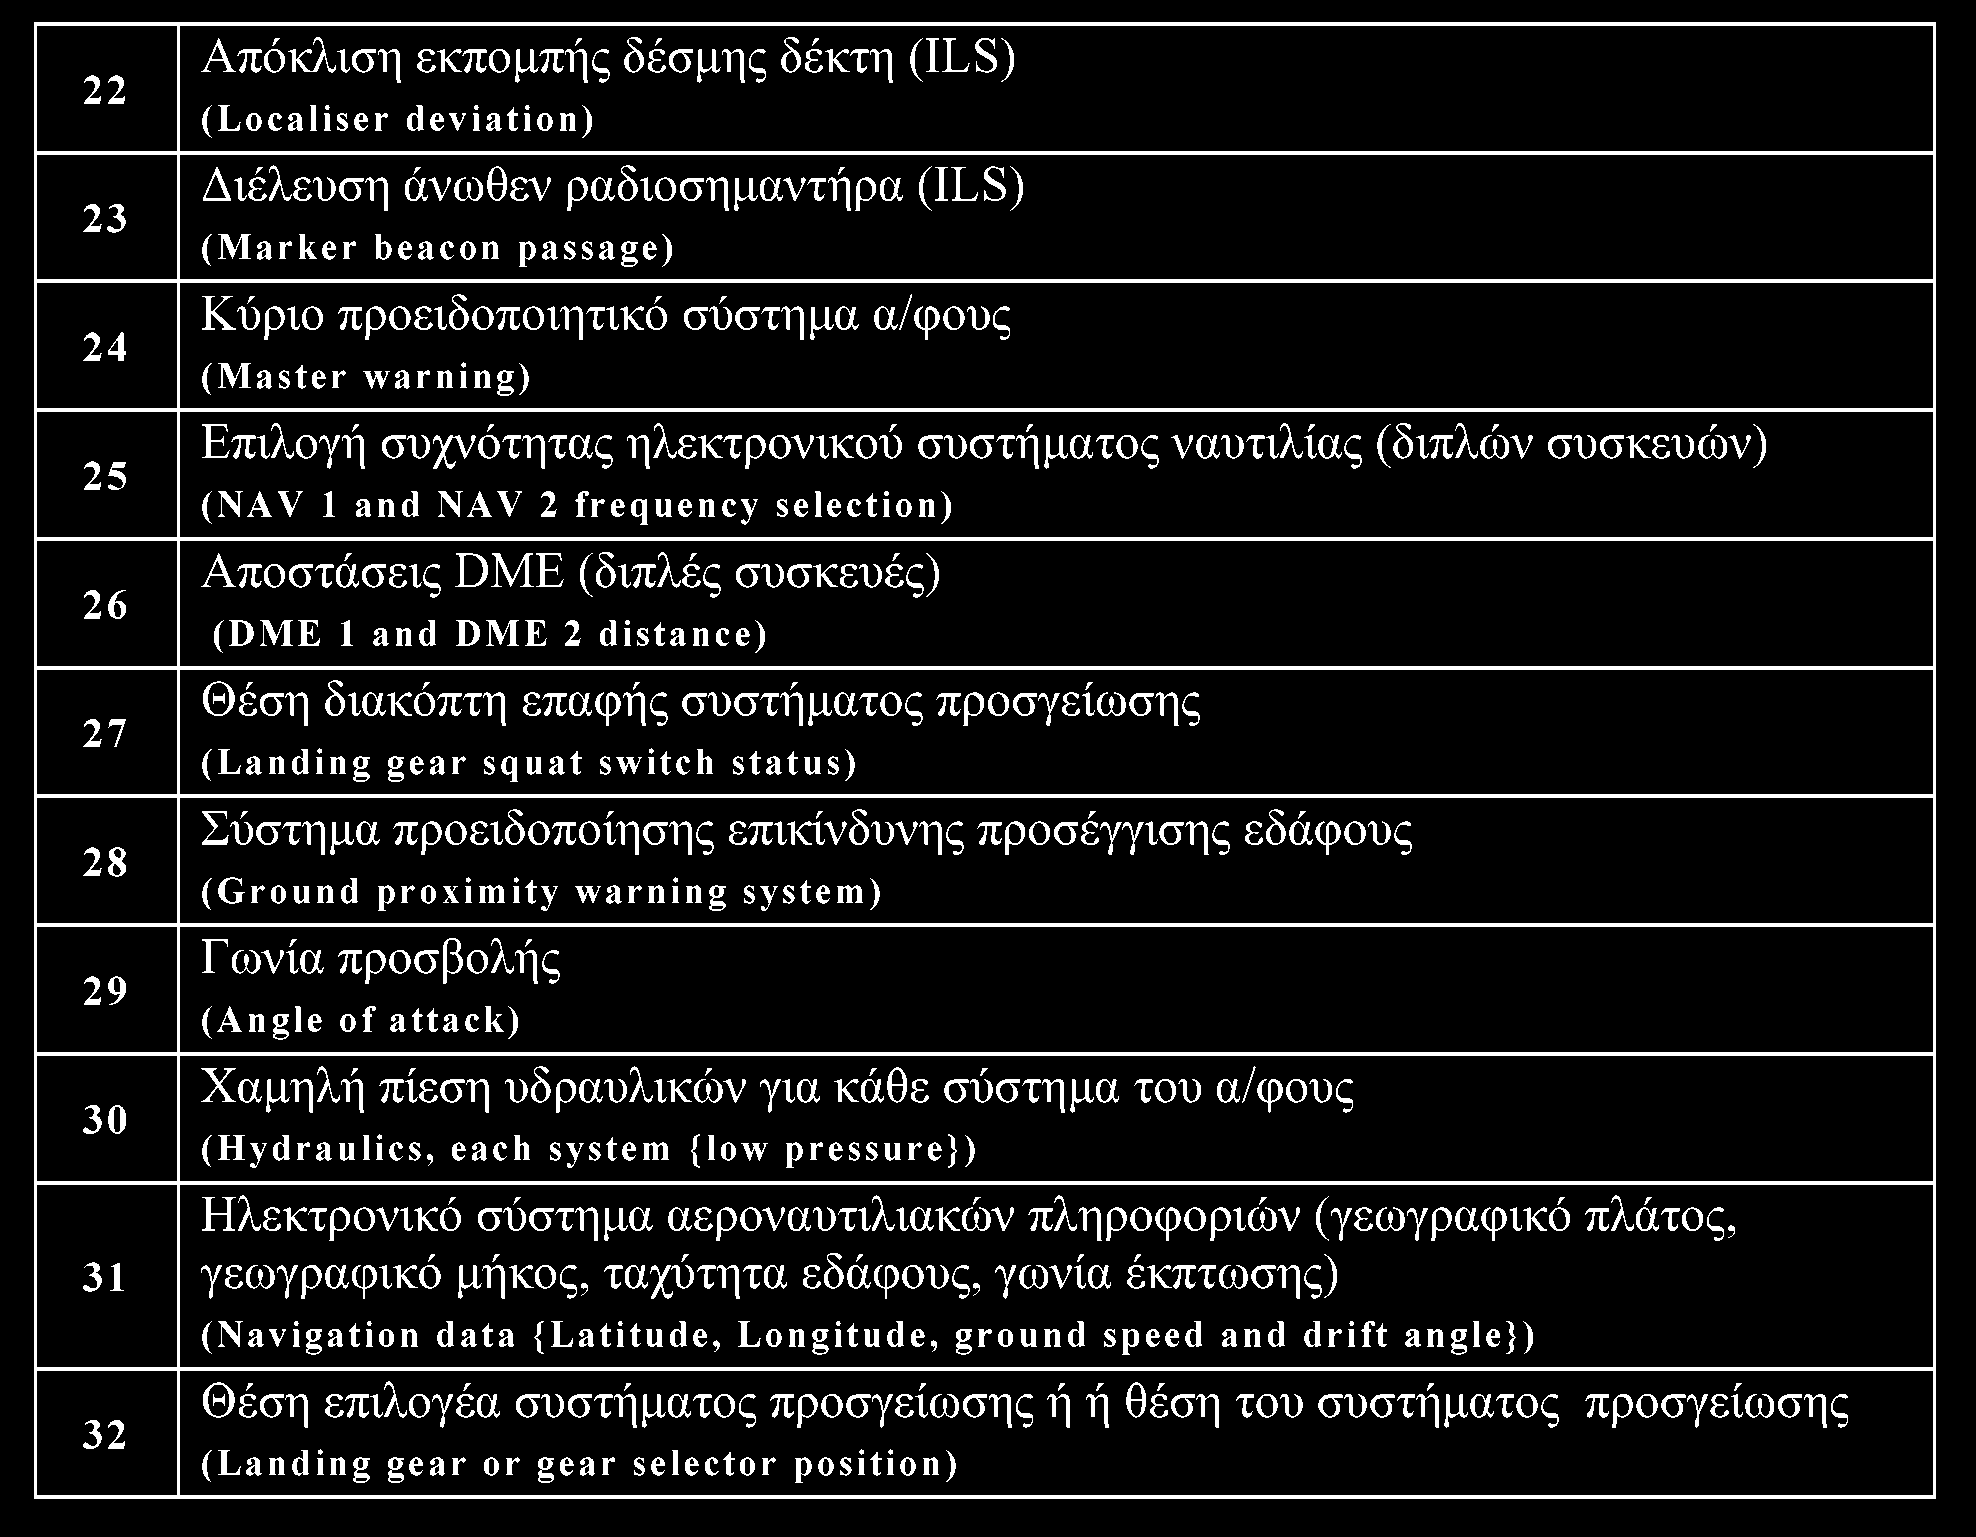 22
Απόκλιση εκπομπής δέσμης δέκτη (ILS)
(Localiser deviation)
23
Διέλευση άνωθεν ραδιοσημαντήρα (ILS)
(Marker beacon passage)
24
Κύριο προειδοποιητικό σύστημα α/φους
(Master warning)
25
Επιλογή συχνότητας ηλεκτρονικού συστήματος ναυτιλίας (διπλών συσκευών)
(NAV 1 and NAV 2 frequency selection)
26
Αποστάσεις DME (διπλές συσκευές)
(DME 1 and DME 2 distance)
27
Θέση διακόπτη επαφής συστήματος προσγείωσης
(Landing gear squat switch status)
28
Σύστημα προειδοποίησης επικίνδυνης προσέγγισης εδάφους
(Ground proximity warning system)
29
Γωνία προσβολής
(Angle of attack)
30
Χαμηλή πίεση υδραυλικών για κάθε σύστημα του α/φους
(Hydraulics, each system {low pressure})
31
Ηλεκτρονικό σύστημα αεροναυτιλιακών πληροφοριών (γεωγραφικό πλάτος,
γεωγραφικό μήκος, ταχύτητα εδάφους, γωνία έκπτωσης)
(Navigation data {Latitude, Longitude, ground speed and drift angle})
32
Θέση επιλογέα συστήματος προσγείωσης ή ή θέση του συστήματος προσγείωσης
(Landing gear or gear selector position)